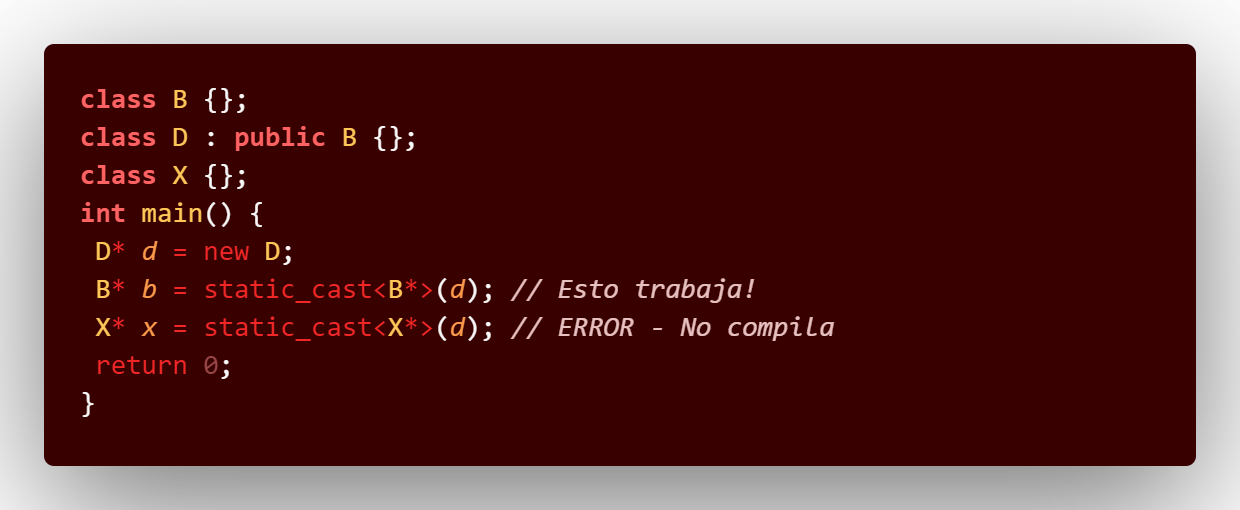 class B {};
class D : public B {};
class X {};
int main() {
 D* d = new D;
 B* b = static_cast<B*>(d); // Esto trabaja!
 X* x = static_cast<X*>(d); // ERROR - No compila
 return 0;
}